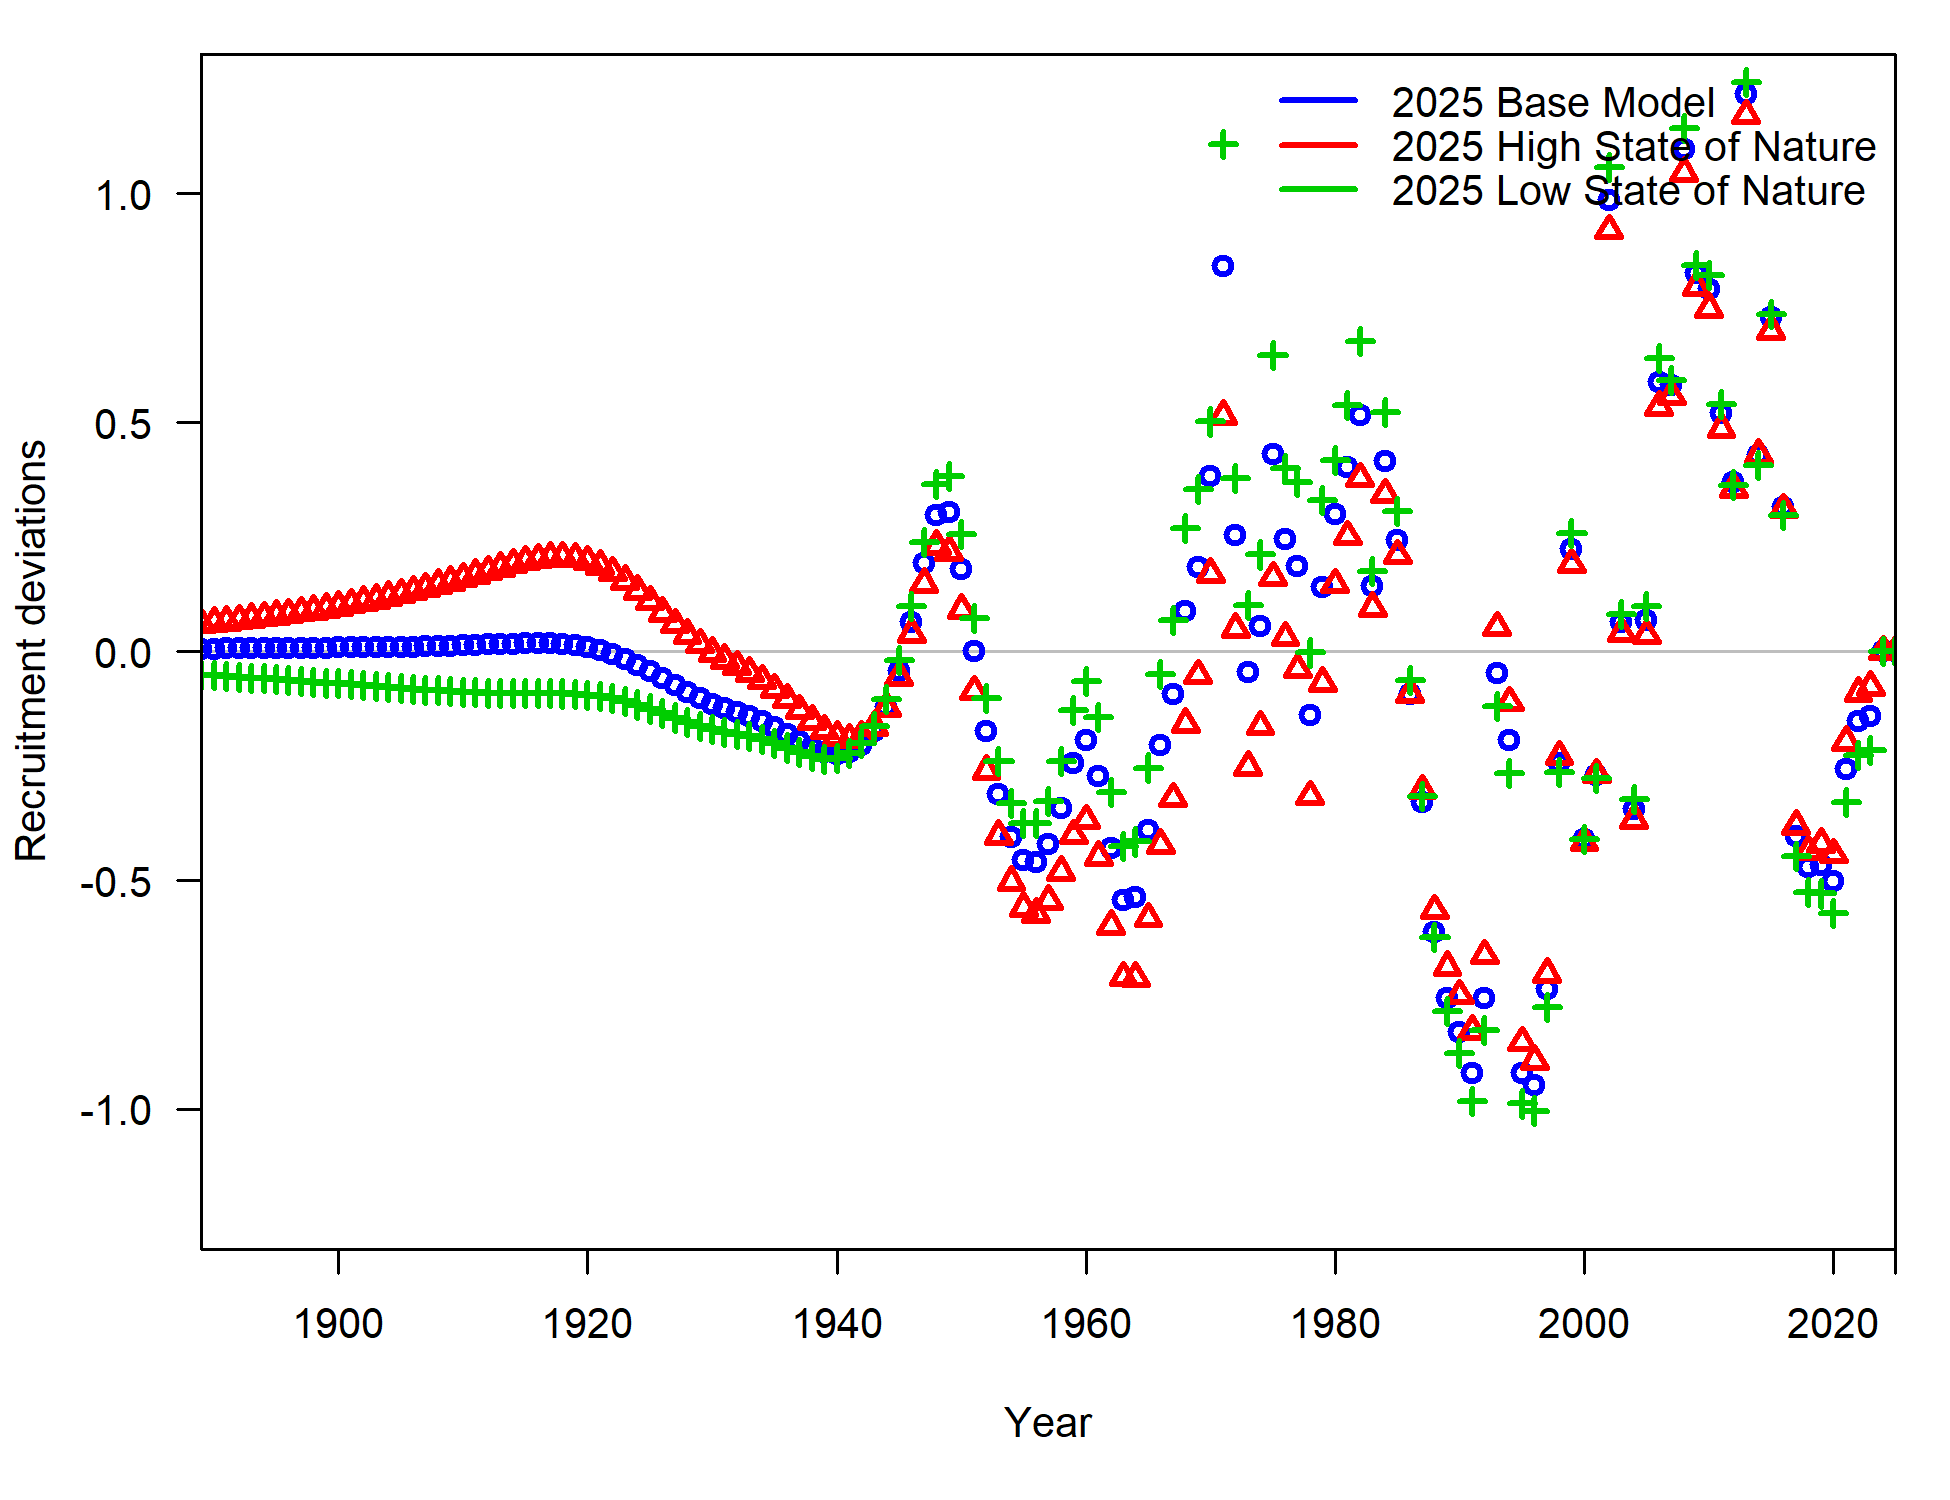 2025 Base Model
2025 High State of Nature
2025 Low State of Nature
Recruitment deviations
1.0
0.5
0.0
-0.5
-1.0
1900 1920 1940 1960 1980 2000 2020
Year